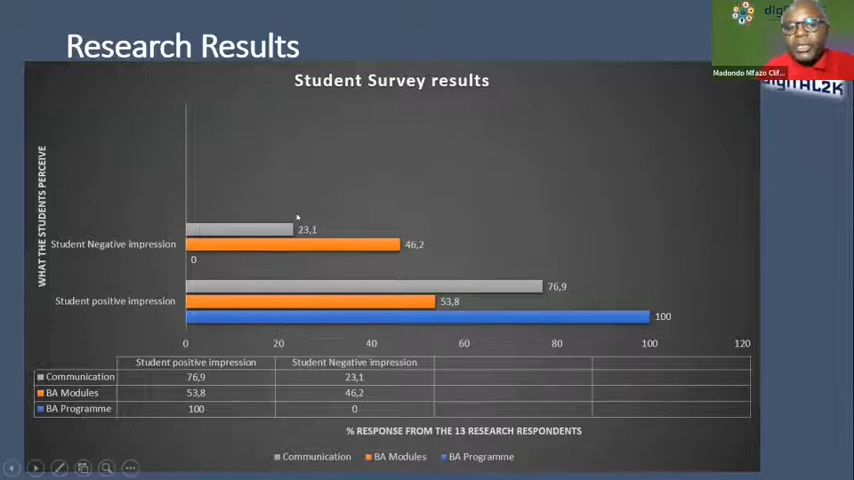 Research Results
Madondo Mfazo Clif...
Student Survey results
WHAT THE STUDENTS PERCEIVE
23,1
Student Negative impression
46,2
0
76,9
Student positive impression
53,8
100
0 20 40 60 80 100 120
Student positive impression Student Negative impression
Communication 76,9 23,1
BA Modules 53,8 46,2
BA Programme 100 0
% RESPONSE FROM THE 13 RESEARCH RESPONDENTS
Communication BA Modules BA Programme